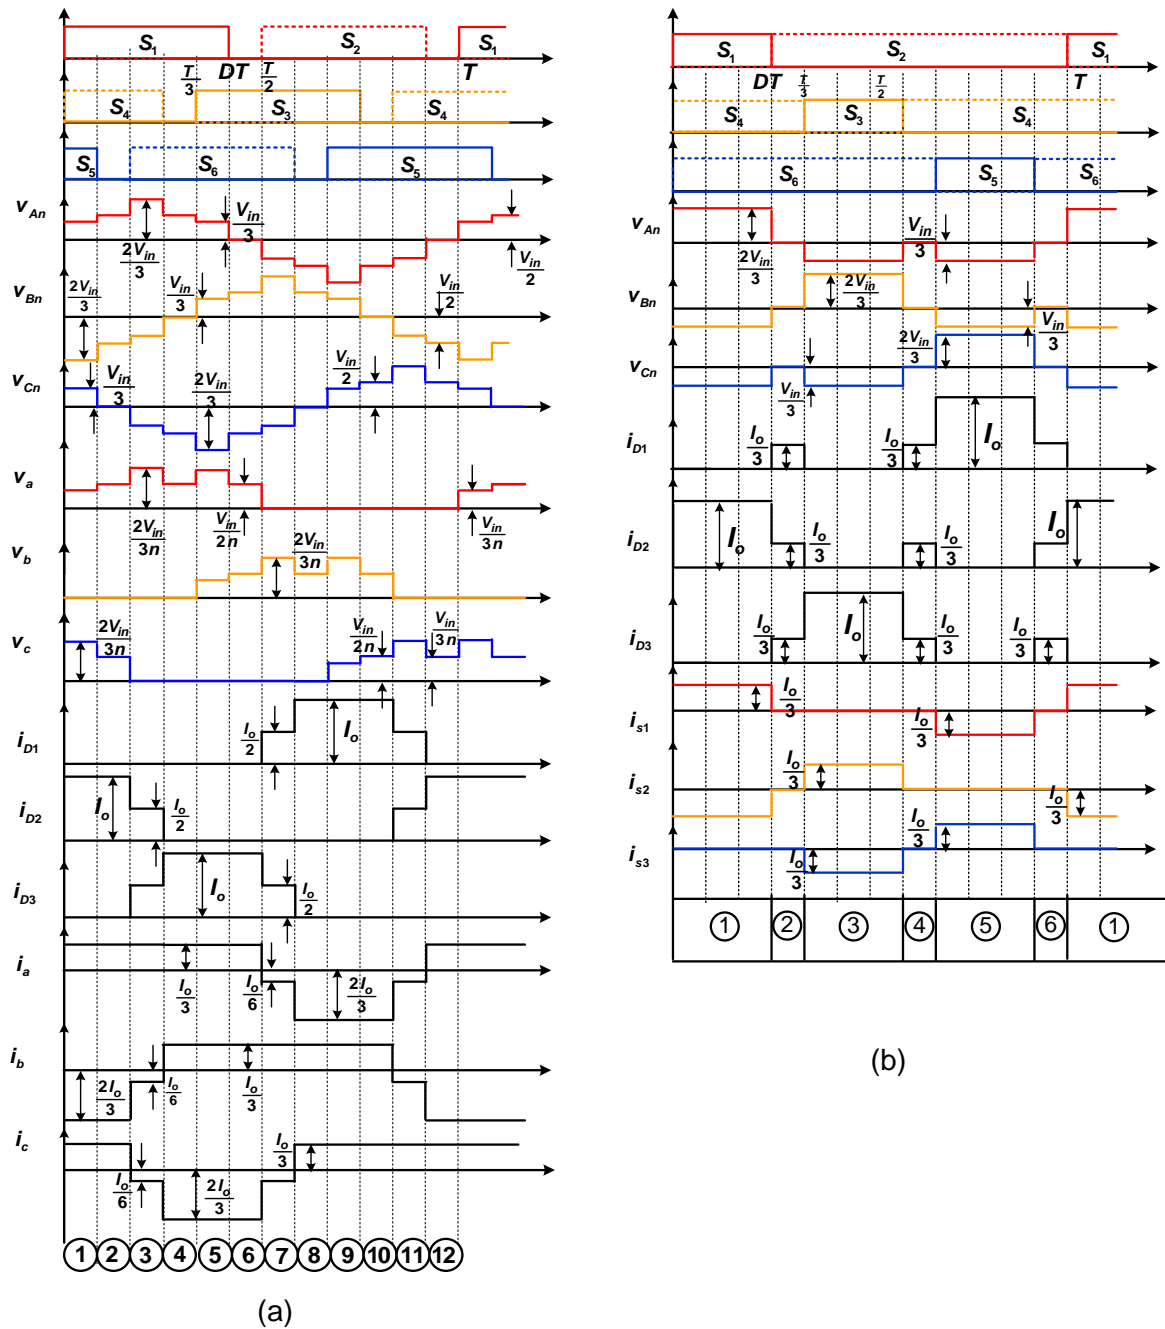 S1 S2 S1
T/3 DT T/2 T
S4 S3 S4
S5 S6 S5
vAn Vin/3 2Vin/3 Vin/2
vBn 2Vin/3 Vin/3 Vin/2
vCn Vin/3 2Vin/3 Vin/2
va 2Vin/3n Vin/2n Vin/3n
vb 2Vin/3n
vc 2Vin/3n Vin/2n Vin/3n
iD1 Io/2 Io
iD2 Io Io/2
iD3 Io Io/2
ia Io/3 Io/6 2Io/3
ib 2Io/3 Io/6 Io/3
ic Io/6 2Io/3 Io/3
1 2 3 4 5 6 7 8 9 10 11 12
(a)
S1 S2 S1
DT T/3 T/2 T
S4 S3 S4
S6 S5 S6
vAn 2Vin/3 Vin/3
vBn 2Vin/3 Vin/3
vCn Vin/3 2Vin/3
iD1 Io/3 Io/3 Io
iD2 Io Io/3 Io/3 Io
iD3 Io/3 Io Io/3 Io/3
is1 Io/3 Io/3
is2 Io/3 Io/3
is3 Io/3 Io/3
1 2 3 4 5 6 1
(b)